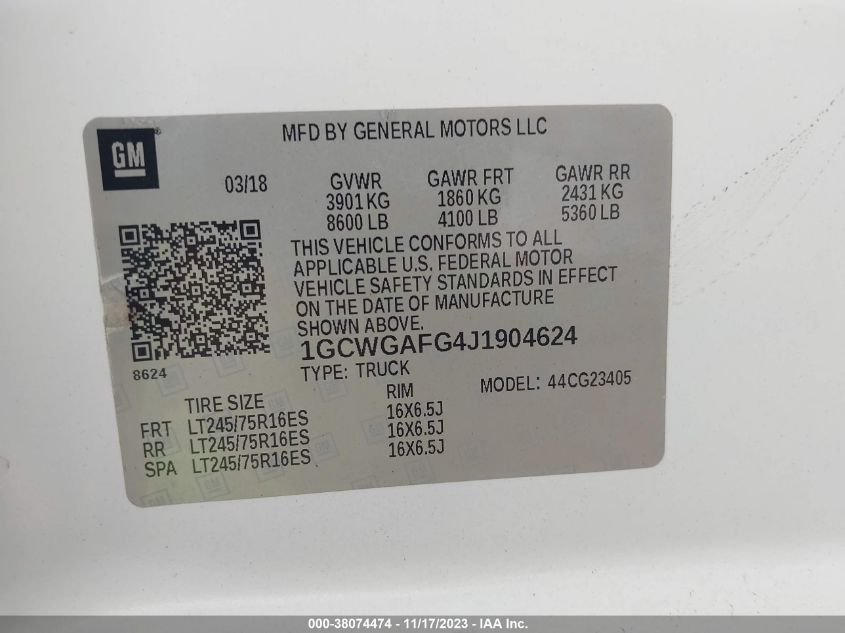 GM®
MFD BY GENERAL MOTORS LLC
03/18
GVWR GAWR FRT GAWR RR
3901 KG 1860 KG 2431 KG
8600 LB 4100 LB 5360 LB
THIS VEHICLE CONFORMS TO ALL
APPLICABLE U.S. FEDERAL MOTOR
VEHICLE SAFETY STANDARDS IN EFFECT
ON THE DATE OF MANUFACTURE
SHOWN ABOVE.
1GCWGAFG4J1904624
8624
TYPE: TRUCK
MODEL: 44CG23405
TIRE SIZE RIM
FRT LT245/75R16ES 16X6.5J
RR LT245/75R16ES 16X6.5J
SPA LT245/75R16ES 16X6.5J
000-38074474 - 11/17/2023 - IAA Inc.